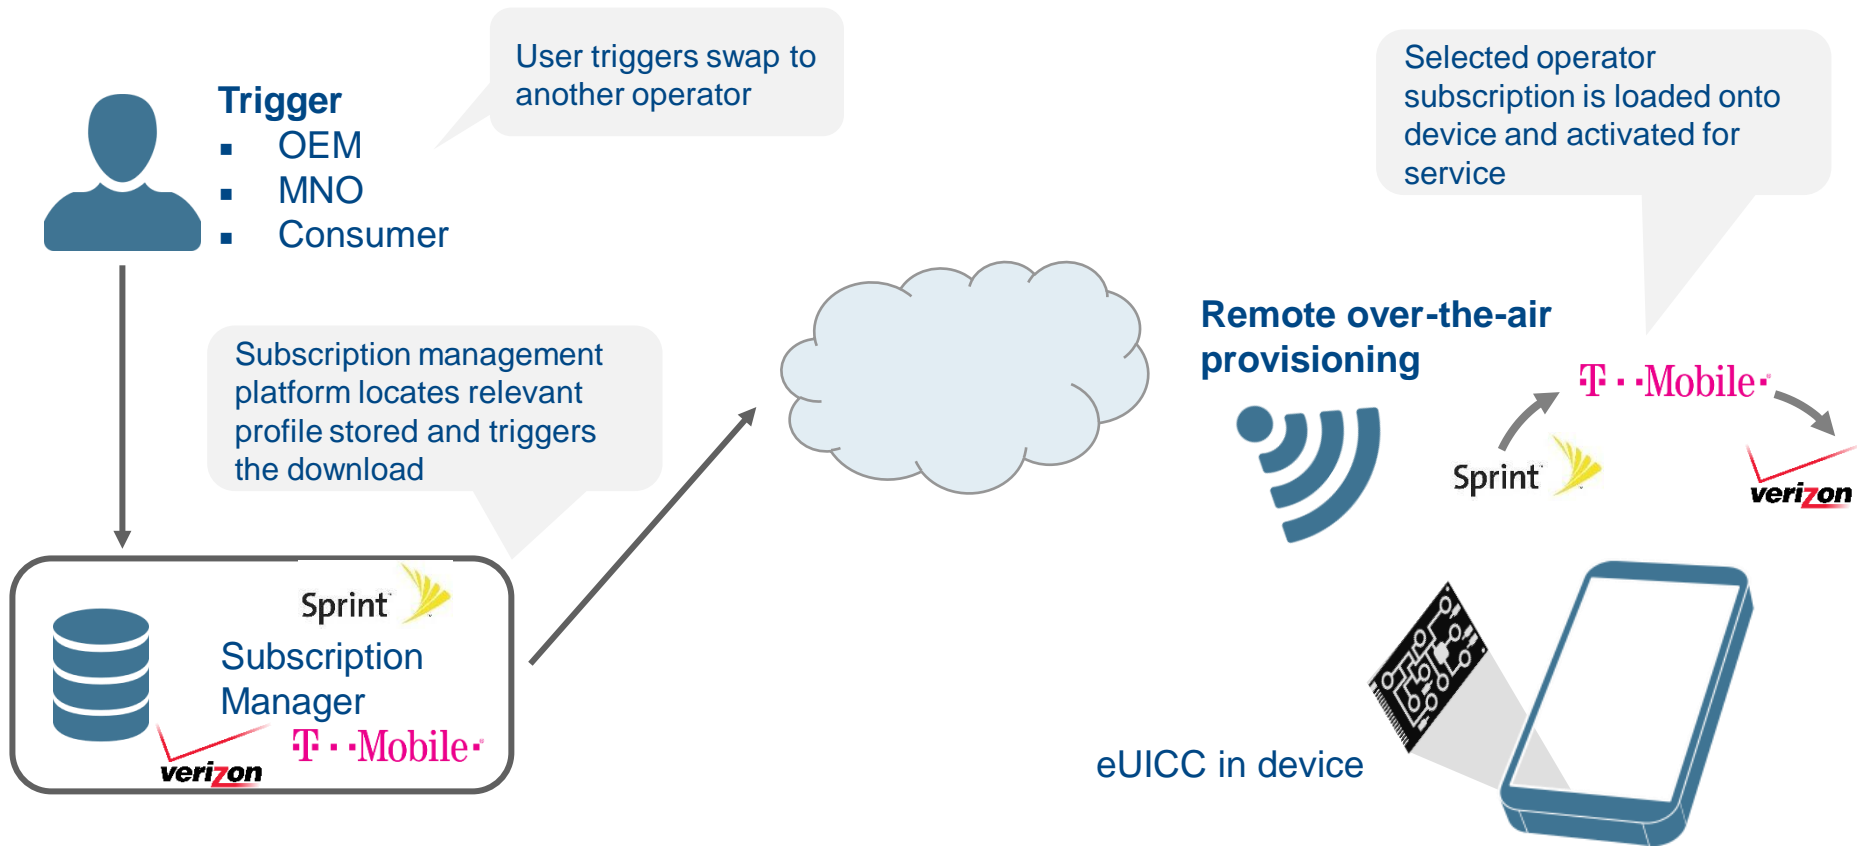 User triggers swap to
another operator
Trigger
▪ OEM
▪ MNO
▪ Consumer
Selected operator
subscription is loaded onto
device and activated for
service
Subscription management
platform locates relevant
profile stored and triggers
the download
Remote over-the-air
provisioning
T··Mobile·
Sprint
verizon
Sprint
Subscription
Manager
verizon
T··Mobile·
eUICC in device